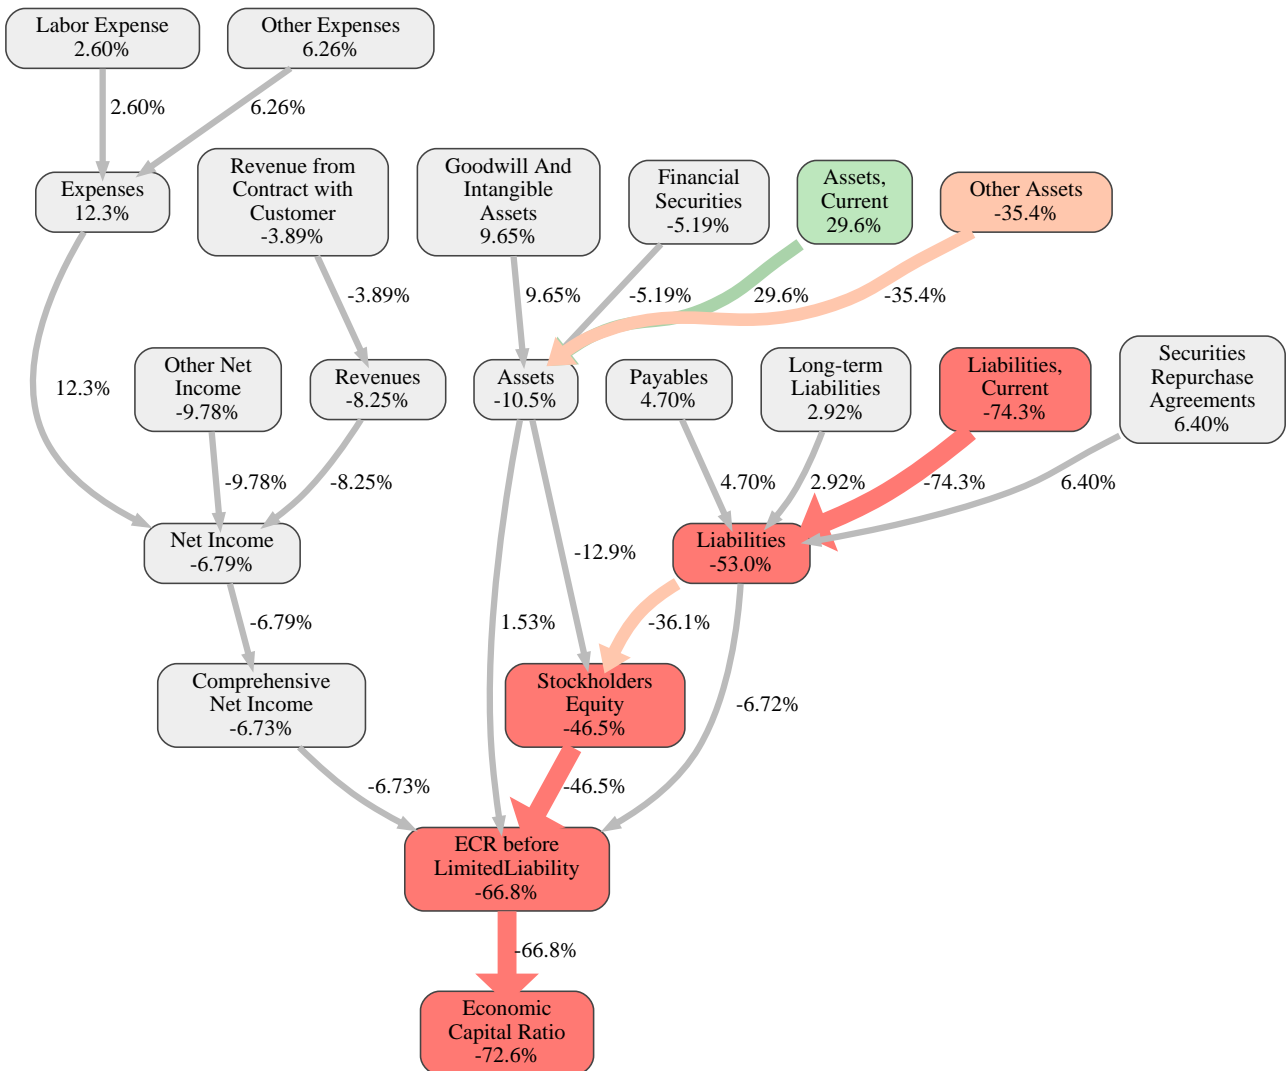 Labor Expense
2.60%
Other Expenses
6.26%
2.60%
6.26%
Expenses
12.3%
Revenue from
Contract with
Customer
-3.89%
Goodwill And
Intangible
Assets
9.65%
Financial
Securities
-5.19%
Assets,
Current
29.6%
Other Assets
-35.4%
-3.89%
9.65%
-5.19%
29.6%
-35.4%
12.3%
Other Net
Income
-9.78%
Revenues
-8.25%
Assets
-10.5%
Payables
4.70%
Long-term
Liabilities
2.92%
Liabilities,
Current
-74.3%
Securities
Repurchase
Agreements
6.40%
-9.78%
-8.25%
4.70%
2.92%
-74.3%
6.40%
Net Income
-6.79%
-12.9%
Liabilities
-53.0%
-6.79%
1.53%
-36.1%
Comprehensive
Net Income
-6.73%
Stockholders
Equity
-46.5%
-6.72%
-6.73%
-46.5%
ECR before
LimitedLiability
-66.8%
-66.8%
Economic
Capital Ratio
-72.6%